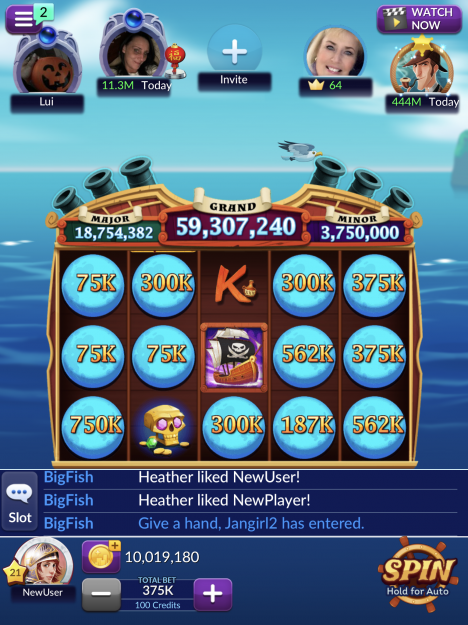 2
WATCH
NOW
Lui
11.3M Today
Invite
64
444M Today
GRAND
59,307,240
MAJOR
18,754,382
MINOR
3,750,000
75K 300K K 300K 375K
75K 75K 562K 375K
750K 300K 187K 562K
BigFish Heather liked NewUser!
BigFish Heather liked NewPlayer!
BigFish Give a hand, Jangirl2 has entered.
Slot
21
NewUser
10,019,180
TOTAL BET
375K
100 Credits
SPIN
Hold for Auto